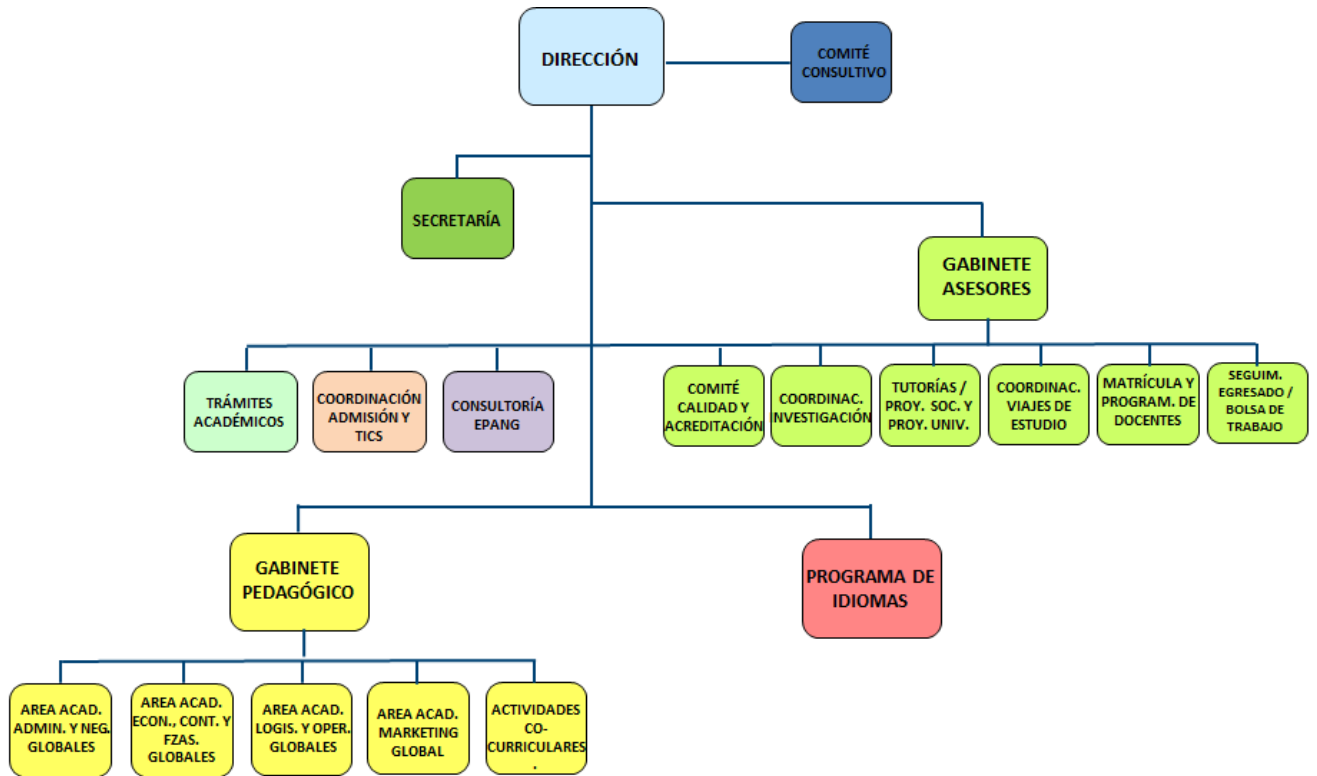 DIRECCIÓN
COMITÉ
CONSULTIVO
SECRETARÍA
GABINETE
ASESORES
TRÁMITES
ACADÉMICOS
COORDINACIÓN
ADMISIÓN Y
TICS
CONSULTORÍA
EPANG
COMITÉ
CALIDAD Y
ACREDITACIÓN
COORDINAC.
INVESTIGACIÓN
TUTORÍAS /
PROY. SOC. Y
PROY. UNIV.
COORDINAC.
VIAJES DE
ESTUDIO
MATRÍCULA Y
PROGRAM. DE
DOCENTES
SEGUIM.
EGRESADO /
BOLSA DE
TRABAJO
GABINETE
PEDAGÓGICO
PROGRAMA DE
IDIOMAS
AREA ACAD.
ADMIN. Y NEG.
GLOBALES
AREA ACAD.
ECON., CONT. Y
FZAS.
GLOBALES
AREA ACAD.
LOGIS. Y OPER.
GLOBALES
AREA ACAD.
MARKETING
GLOBAL
ACTIVIDADES
CO-
CURRICULARES
.